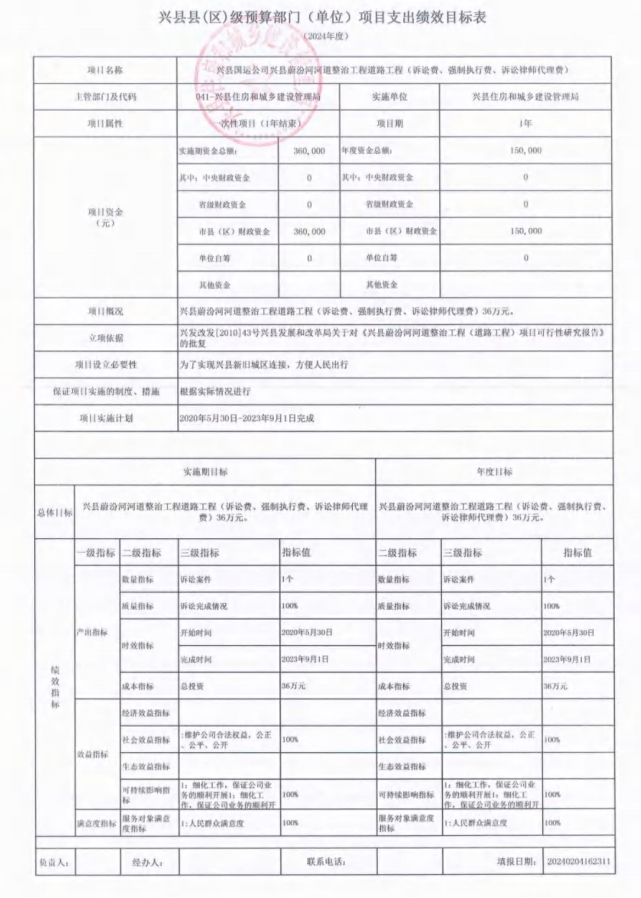 兴县县(区)级预算部门（单位）项目支出绩效目标表
（2024年度）
项目名称 兴县国运公司兴县蔚汾河河道整治工程道路工程（诉讼费、强制执行费、诉讼律师代理费）
主管部门及代码 041-兴县住房和城乡建设管理局 实施单位 兴县住房和城乡建设管理局
项目属性 一次性项目（1年结束） 项目期 1年
项目资金
（元）
实施期资金总额： 360,000 年度资金总额： 150,000
其中：中央财政资金 0 其中：中央财政资金 0
省级财政资金 0 省级财政资金 0
市县（区）财政资金 360,000 市县（区）财政资金 150,000
单位自筹 0 单位自筹 0
其他资金 其他资金
项目概况 兴县蔚汾河河道整治工程道路工程（诉讼费、强制执行费、诉讼律师代理费）36万元。
立项依据 兴发改发[2010]43号兴县发展和改革局关于对《兴县蔚汾河河道整治工程（道路工程）项目可行性研究报告》
的批复
项目设立必要性 为了实现兴县新旧城区连接，方便人民出行
保证项目实施的制度、措施 根据实际情况进行
项目实施计划 2020年5月30日-2023年9月1日完成
实施期目标 年度目标
总体目标 兴县蔚汾河河道整治工程道路工程（诉讼费、强制执行费、诉讼律师代理 兴县蔚汾河河道整治工程道路工程（诉讼费、强制执行费、
费）36万元。 诉讼律师代理费）36万元。
绩效指标
一级指标 二级指标 三级指标 指标值 二级指标 三级指标 指标值
产出指标
数量指标 诉讼案件 1个 数量指标 诉讼案件 1个
质量指标 诉讼完成情况 100% 质量指标 诉讼完成情况 100%
时效指标 开始时间 2020年5月30日 时效指标 开始时间 2020年5月30日
完成时间 2023年9月1日 完成时间 2023年9月1日
成本指标 总投资 36万元 成本指标 总投资 36万元
效益指标
经济效益指标 经济效益指标
社会效益指标 :维护公司合法权益，公正 100% 社会效益指标 :维护公司合法权益，公正 100%
、公平、公开 、公平、公开
生态效益指标 生态效益指标
可持续影响指 1：细化工作，保证公司业 100% 可持续影响指标 1：细化工作，保证公司业 100%
标 务的顺利开展1：细化工 务的顺利开展1：细化工
作，保证公司业务的顺利开 作，保证公司业务的顺利开
满意度指标 服务对象满意 1:人民群众满意度 100% 服务对象满意度 1:人民群众满意度 100%
度指标 指标
负责人： 经办人： 联系电话： 填报日期： 20240204162311